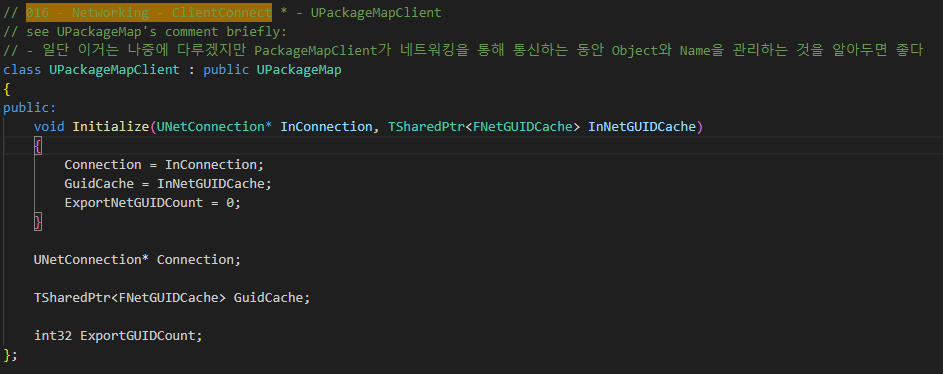 // 016 - Networking - ClientConnect * - UPackageMapClient
// see UPackageMap's comment briefly:
// - 일단 이거는 나중에 다루겠지만 PackageMapClient가 네트워킹을 통해 통신하는 동안 Object와 Name을 관리하는 것을 알아두면 좋다
class UPackageMapClient : public UPackageMap
{
public:
    void Initialize(UNetConnection* InConnection, TSharedPtr<FNetGUIDCache> InNetGUIDCache)
    {
        Connection = InConnection;
        GuidCache = InNetGUIDCache;
        ExportNetGUIDCount = 0;
    }
    UNetConnection* Connection;
    TSharedPtr<FNetGUIDCache> GuidCache;
    int32 ExportGUIDCount;
};